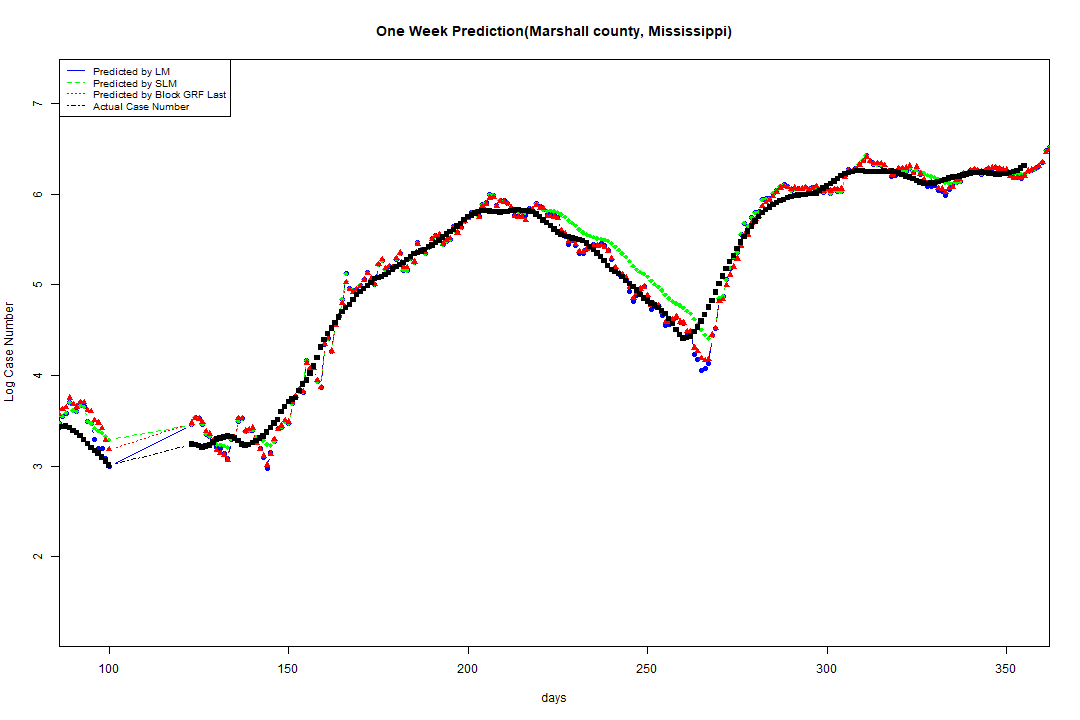 One Week Prediction(Marshall county, Mississippi)
Predicted by LM
Predicted by SLM
Predicted by Block GRF Last
Actual Case Number
7
6
5
4
3
2
Log Case Number
100 150 200 250 300 350
days